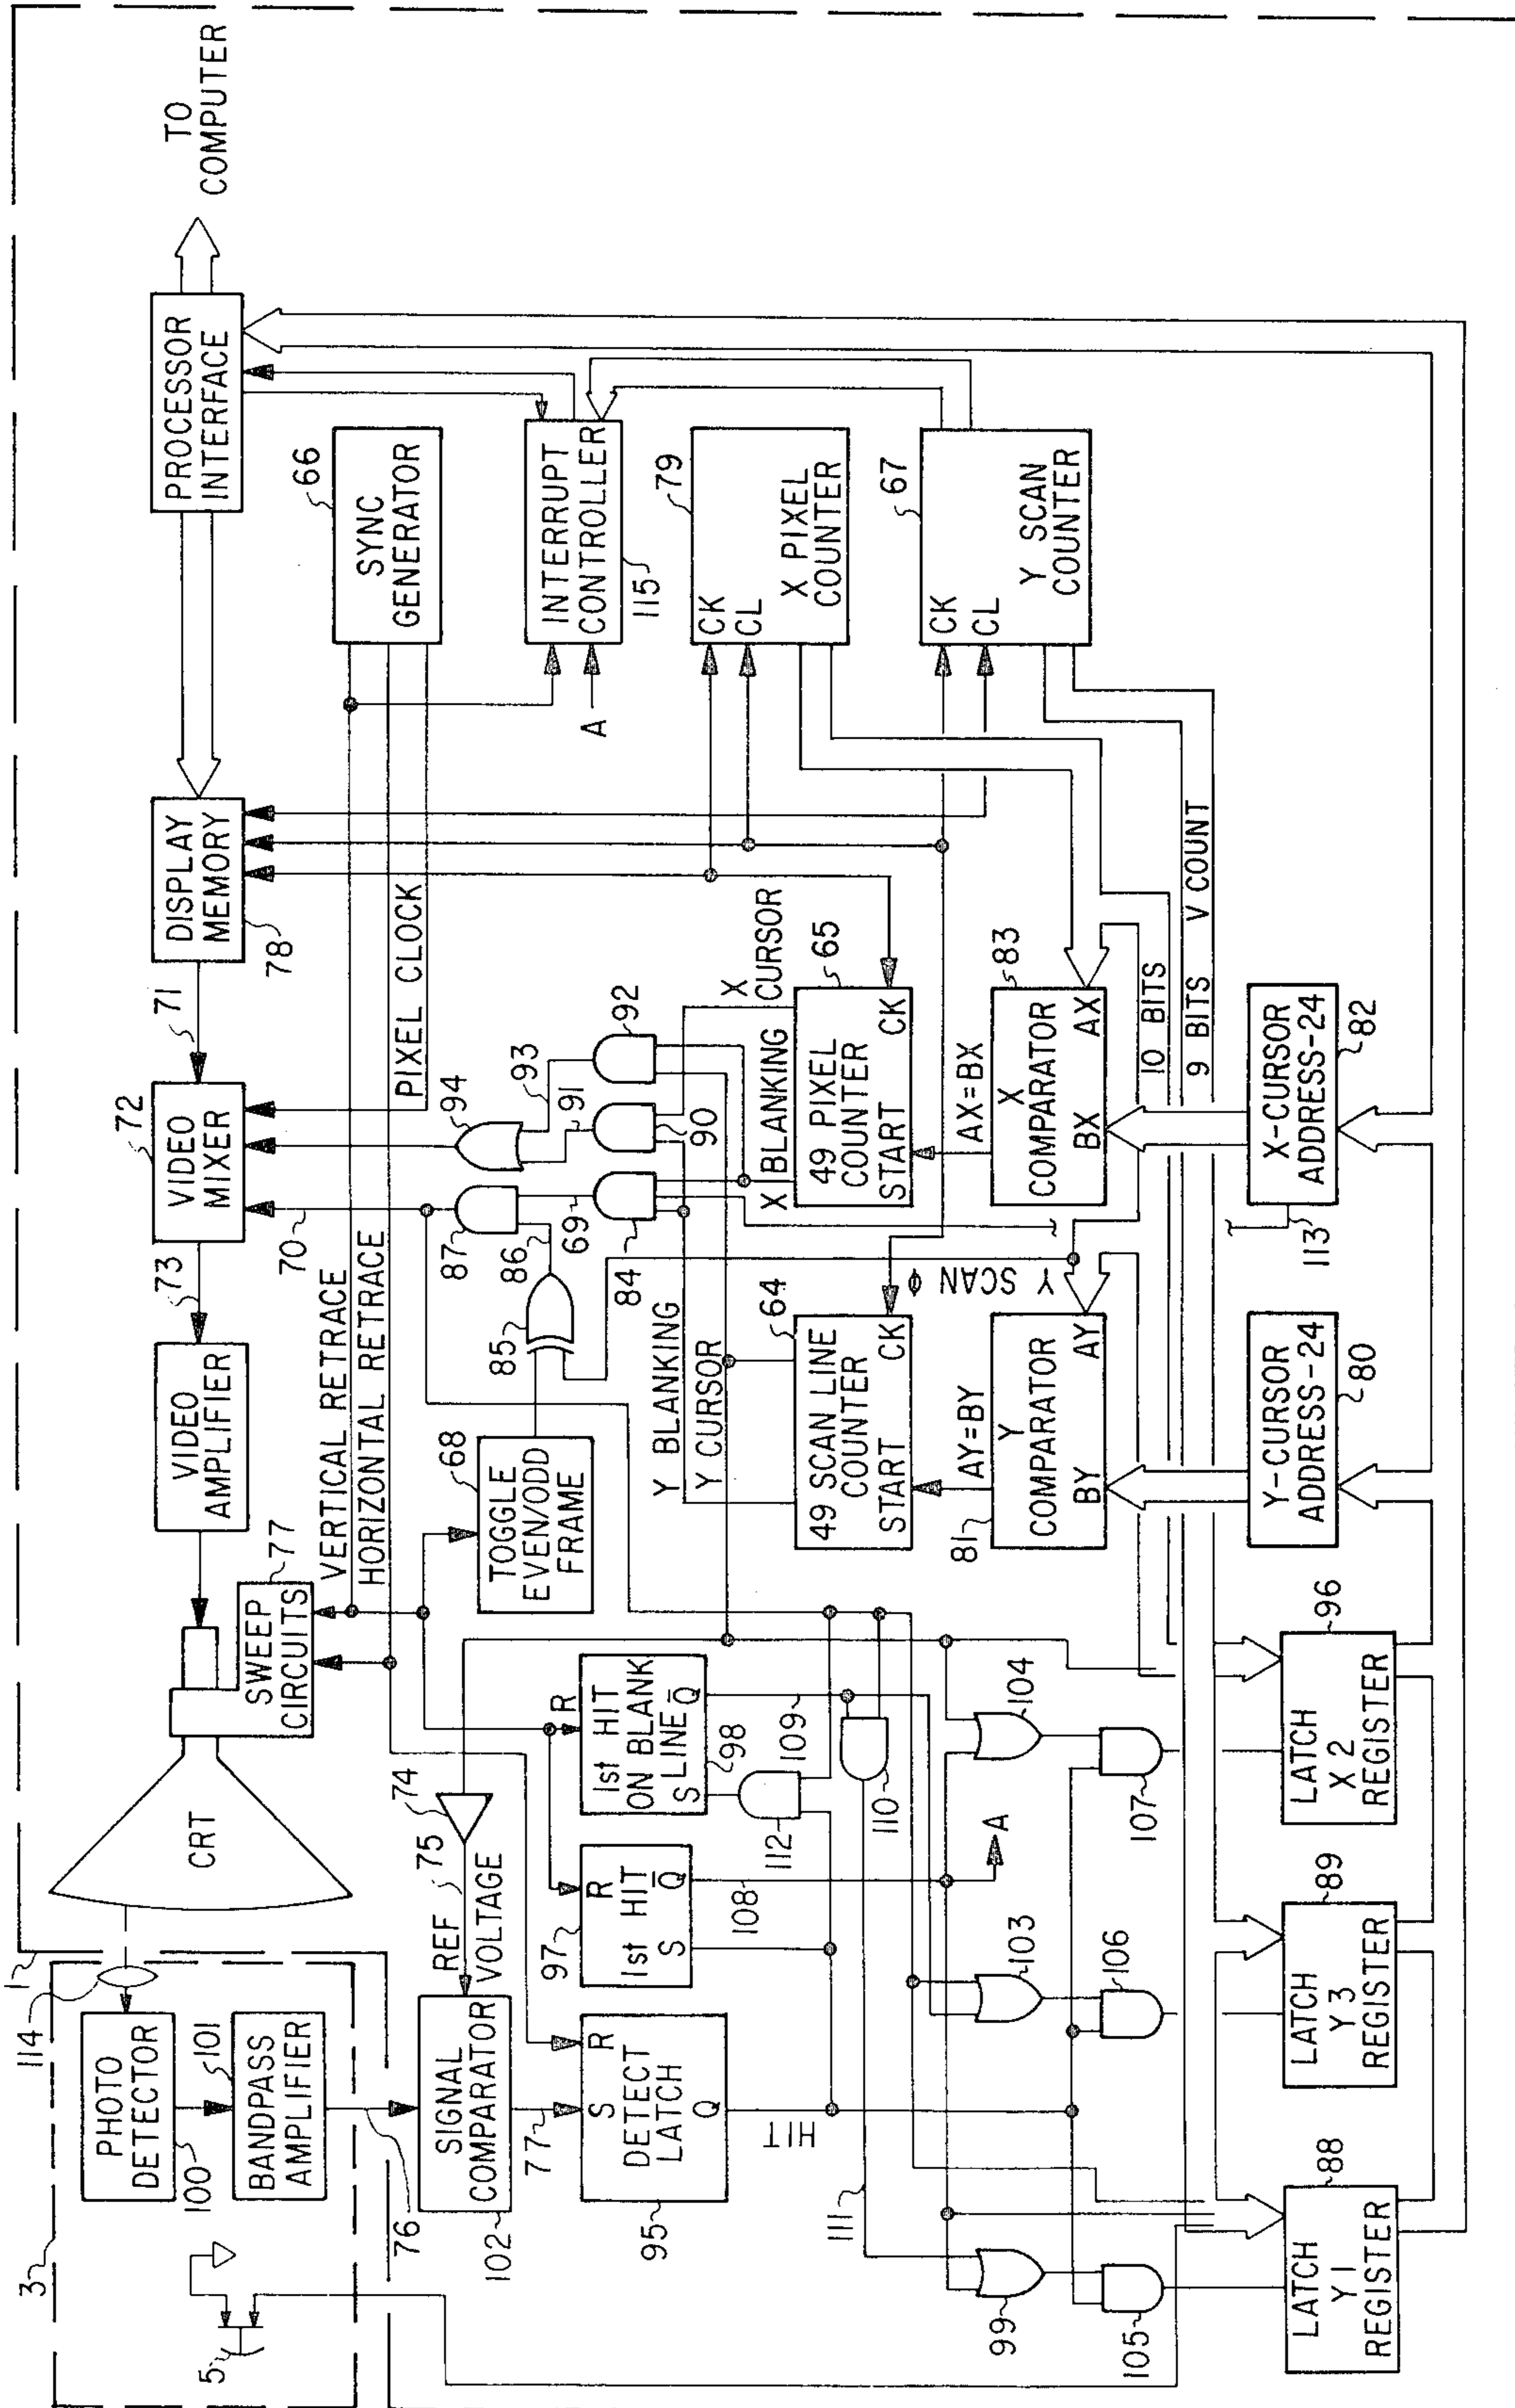 TO
COMPUTER
PROCESSOR
INTERFACE
DISPLAY
MEMORY
78
71
72
VIDEO
MIXER
73
VIDEO
AMPLIFIER
CRT
SWEEP
CIRCUITS
77
1
114
3
PHOTO
DETECTOR
100
101
BANDPASS
AMPLIFIER
5
76
66
SYNC
GENERATOR
VERTICAL RETRACE
HORIZONTAL RETRACE
PIXEL CLOCK
70
INTERRUPT
CONTROLLER
115
A
94
93
92
91
90
87
86
69
84
85
TOGGLE
EVEN/ODD
FRAME
68
74
75
REF
VOLTAGE
SIGNAL
COMPARATOR
102
77
R
1st HIT
ON BLANK
LINE Q̅
S
98
97
R
1st HIT
S Q̅
R
S
DETECT
LATCH
Q
95
HIT
79
CK
CL
X PIXEL
COUNTER
67
CK
CL
Y SCAN
COUNTER
X
CURSOR
X BLANKING
65
49 PIXEL
COUNTER
START CK
Y BLANKING
Y CURSOR
64
49 SCAN LINE
COUNTER
START CK
AX=BX
83
X
COMPARATOR
BX AX
Y SCAN ϕ
AY=BY
81
Y
COMPARATOR
BY AY
10 BITS
9 BITS V COUNT
X-CURSOR
ADDRESS-24
82
113
Y-CURSOR
ADDRESS-24
80
109
110
112
108
A
111
104
107
103
106
99
105
LATCH
X 2
REGISTER
96
LATCH
Y 3
REGISTER
89
LATCH
Y 1
REGISTER
88